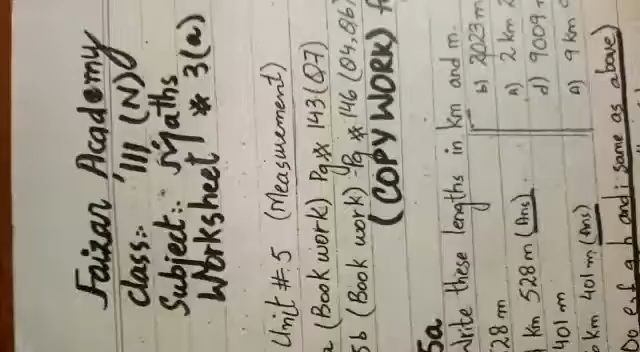 Faizan Academy
Class:. III (N)
Subject:. Maths
Worksheet * 3(a)
Unit #.5 (Measurement)
a (Book work) Pg * 143 (Q7)
5b (Book work) Pg * 146 (Q4, Q6)
(COPY WORK)
5a
Write these lengths in km and m.
28 m
b) 2023 m
km 528 m (Ans)
A) 2 km
401 m
d) 9009
km 401 m (Ans)
A) 9 km
Do e, f, g, h and i same as above)